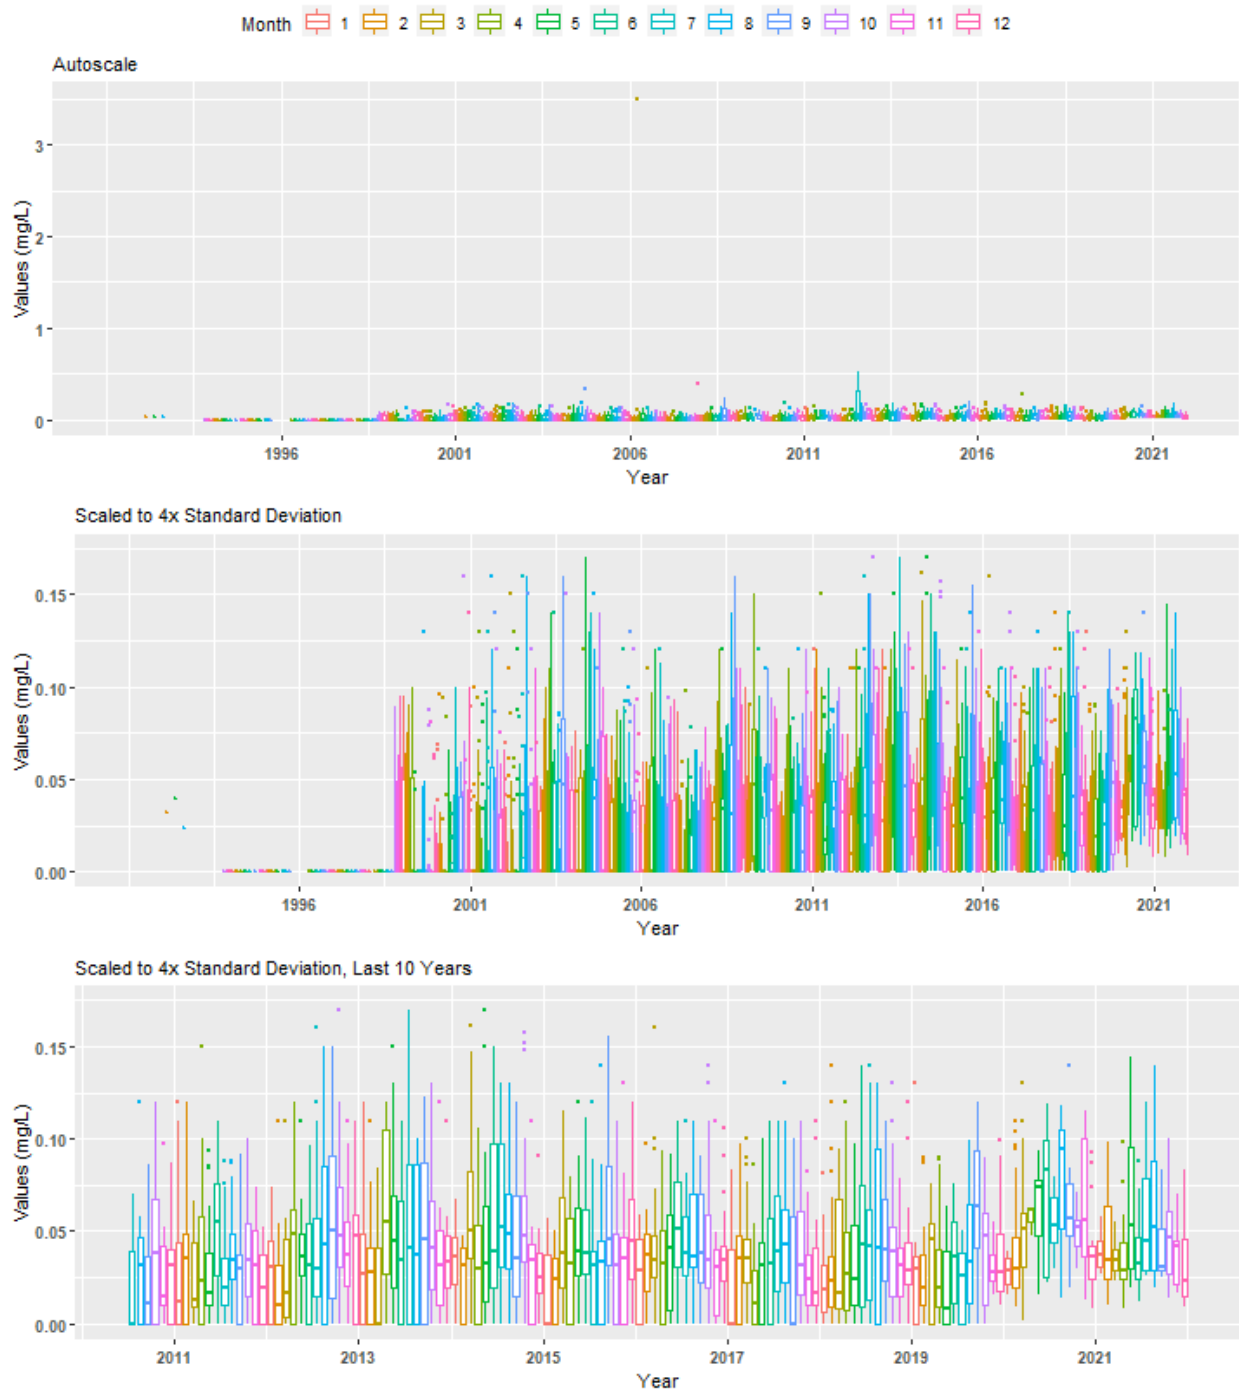 Month 1 2 3 4 5 6 7 8 9 10 11 12
Autoscale
Values (mg/L)
3
2
1
0
1996 2001 2006 2011 2016 2021
Year
Scaled to 4x Standard Deviation
Values (mg/L)
0.15
0.10
0.05
0.00
1996 2001 2006 2011 2016 2021
Year
Scaled to 4x Standard Deviation, Last 10 Years
Values (mg/L)
0.15
0.10
0.05
0.00
2011 2013 2015 2017 2019 2021
Year